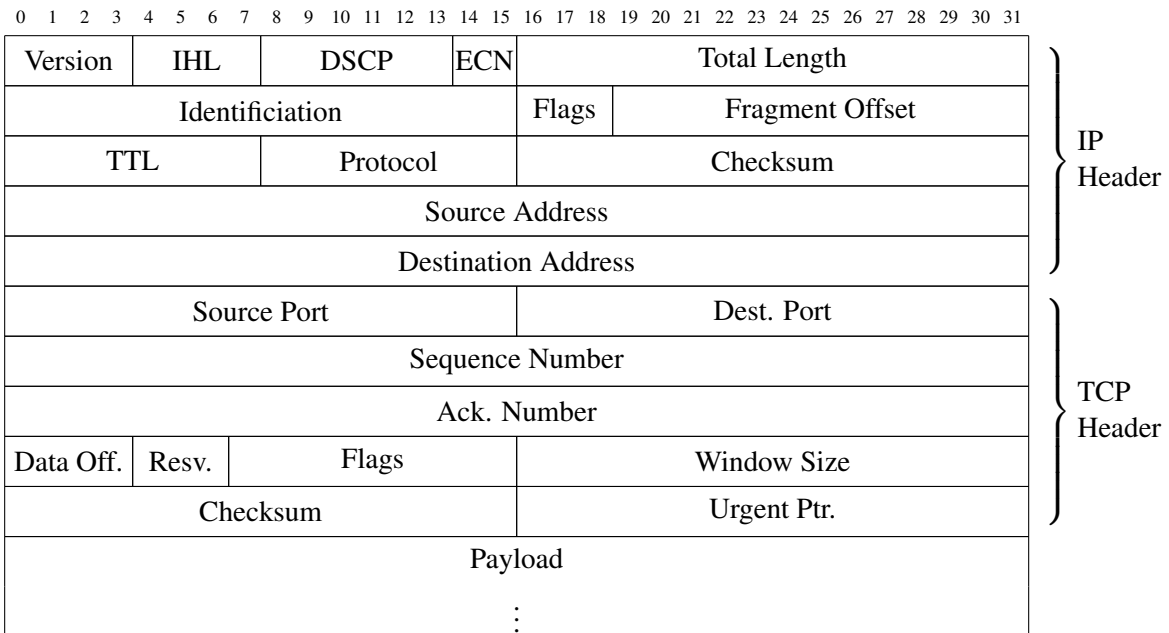 0 1 2 3 4 5 6 7 8 9 10 11 12 13 14 15 16 17 18 19 20 21 22 23 24 25 26 27 28 29 30 31
Version IHL DSCP ECN Total Length
Identificiation Flags Fragment Offset
TTL Protocol Checksum
Source Address
Destination Address
IP
Header
Source Port Dest. Port
Sequence Number
Ack. Number
Data Off. Resv. Flags Window Size
Checksum Urgent Ptr.
TCP
Header
Payload
⋮